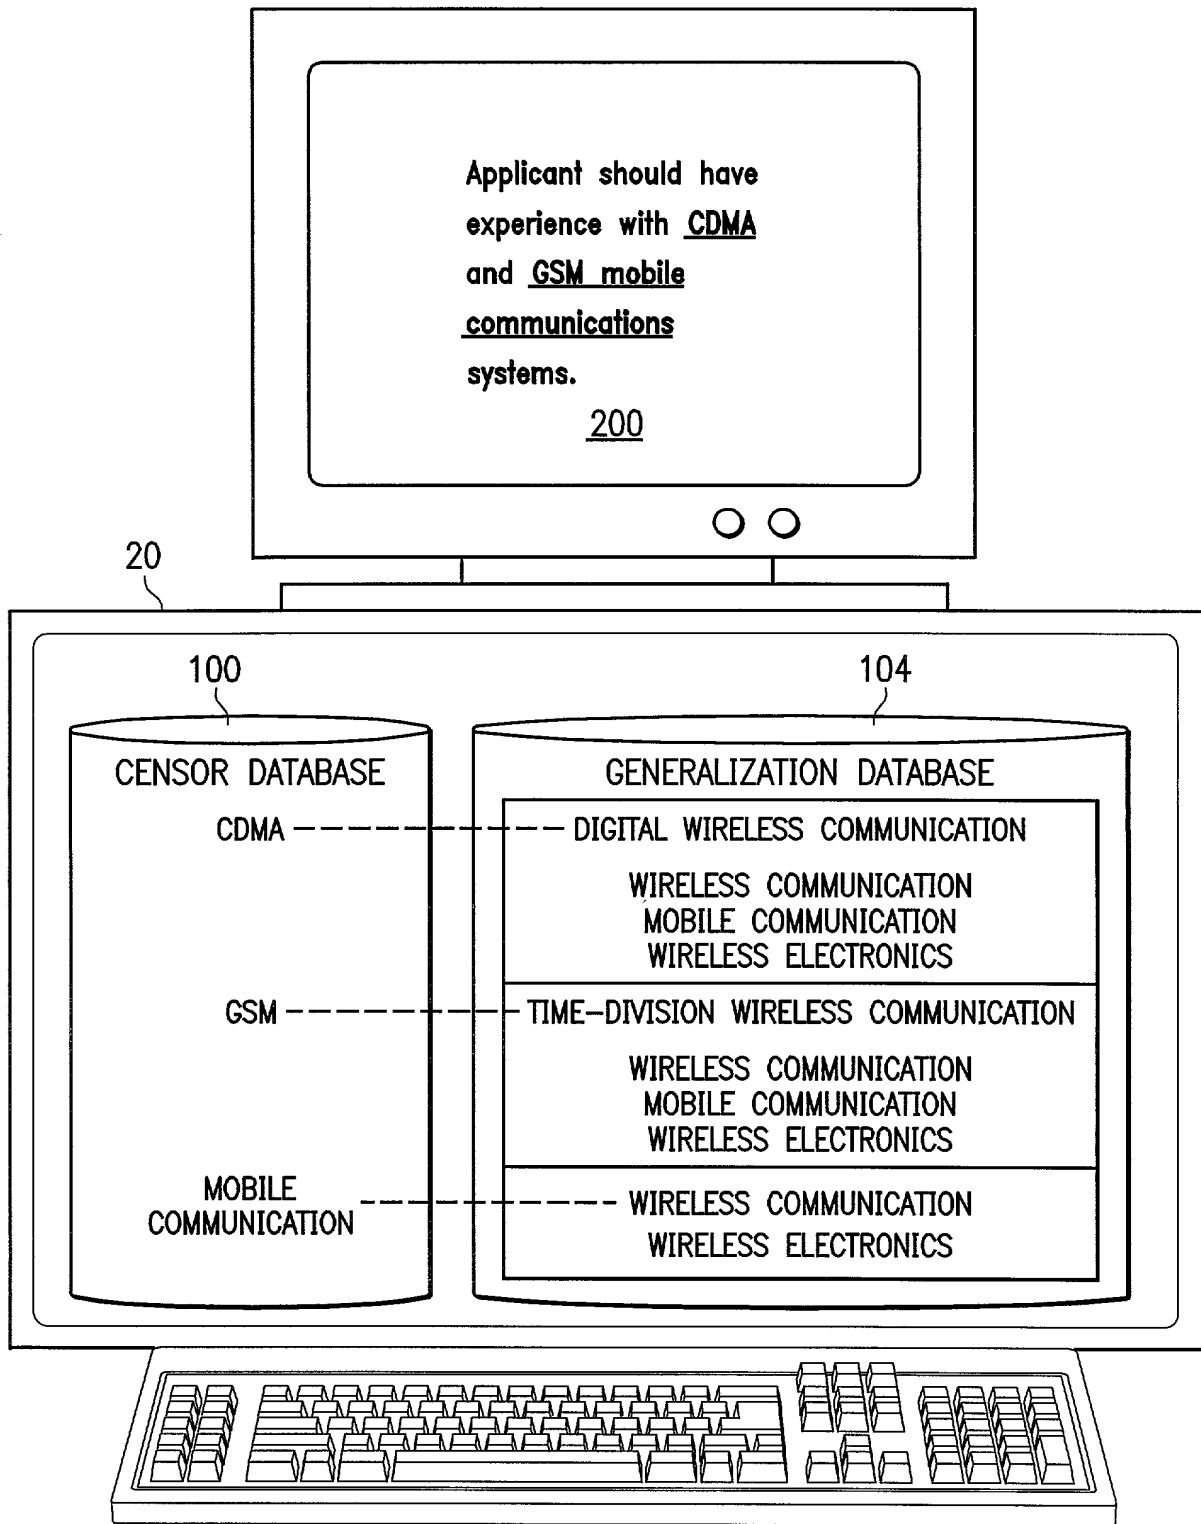 Applicant should have
experience with CDMA
and GSM mobile
communications
systems.
200
20
100
104
CENSOR DATABASE
GENERALIZATION DATABASE
CDMA
DIGITAL WIRELESS COMMUNICATION
WIRELESS COMMUNICATION
MOBILE COMMUNICATION
WIRELESS ELECTRONICS
GSM
TIME-DIVISION WIRELESS COMMUNICATION
WIRELESS COMMUNICATION
MOBILE COMMUNICATION
WIRELESS ELECTRONICS
MOBILE
COMMUNICATION
WIRELESS COMMUNICATION
WIRELESS ELECTRONICS